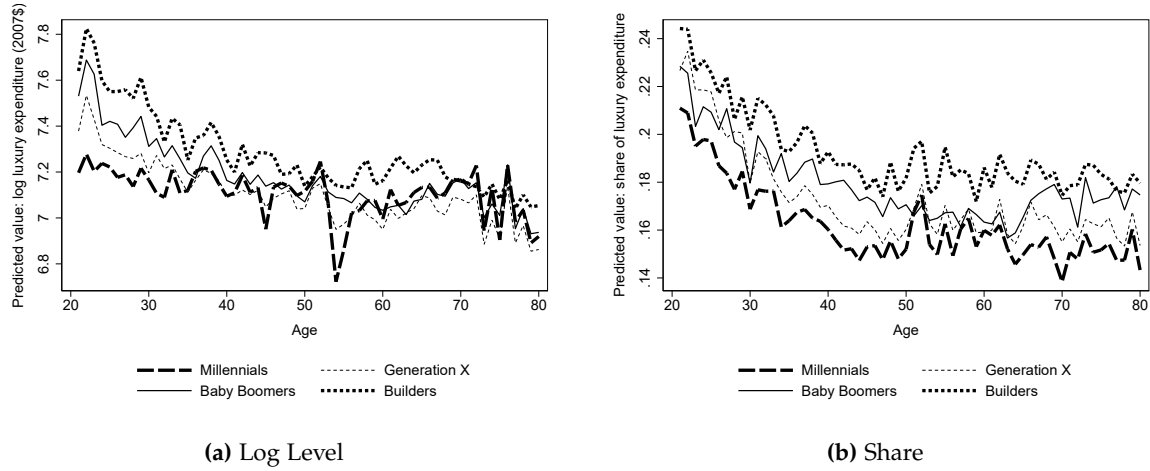 Predicted value: log luxury expenditure (2007$)
7.8
7.6
7.4
7.2
7
6.8
20 30 40 50 60 70 80
Age
Millennials Generation X
Baby Boomers Builders
(a) Log Level
Predicted value: share of luxury expenditure
.24
.22
.2
.18
.16
.14
20 30 40 50 60 70 80
Age
Millennials Generation X
Baby Boomers Builders
(b) Share